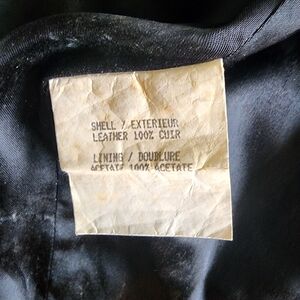 SHELL / EXTERIEUR
LEATHER 100% CUIR
LINING / DOUBLURE
ACETATE 100% ACETATE